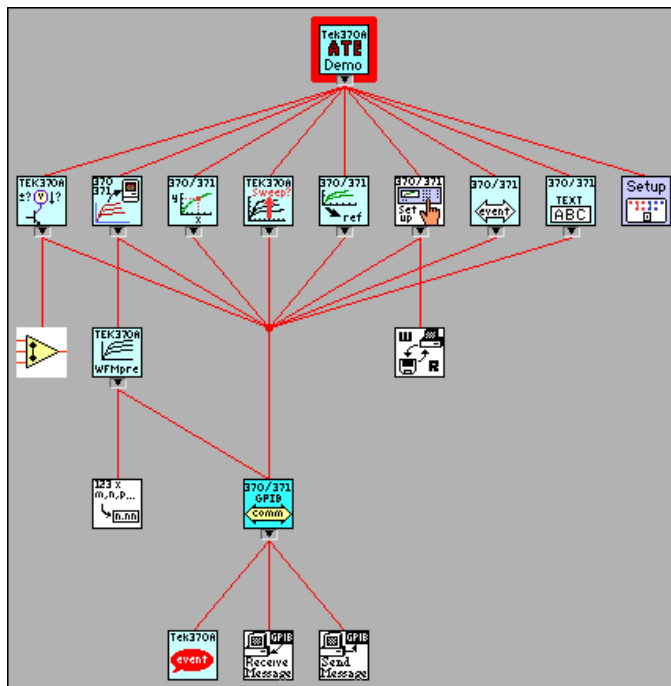 Tek370A
ATE
Demo
TEK370A
±?
V
↓?
370
371
370/371
y
x
TEK370A
Sweep?
370/371
ref
370/371
Set
up
370/371
event
370/371
TEXT
ABC
Setup
TEK370A
WFMpre
W
R
123 x
m,n,p...
n.nn
370/371
GPIB
comm
Tek370A
event
GPIB
Receive
Message
GPIB
Send
Message